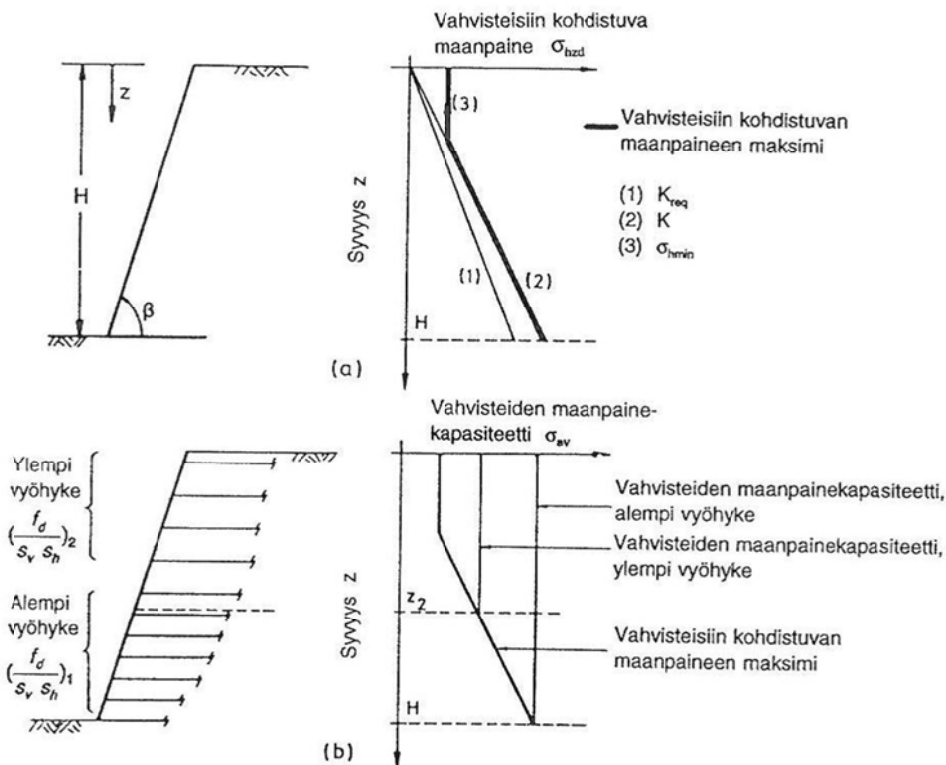 Vahvisteisiin kohdistuva
maanpaine σhzd
z
H
β
Syvyys z
(3)
(1)
(2)
H
Vahvisteisiin kohdistuvan
maanpaineen maksimi
(1) Kreq
(2) K
(3) σhmin
(a)
Vahvisteiden maanpaine-
kapasiteetti σav
Ylempi
vyöhyke
(fd / sv sh)2
Alempi
vyöhyke
(fd / sv sh)1
Syvyys z
z2
H
Vahvisteiden maanpainekapasiteetti,
alempi vyöhyke
Vahvisteiden maanpainekapasiteetti,
ylempi vyöhyke
Vahvisteisiin kohdistuvan
maanpaineen maksimi
(b)